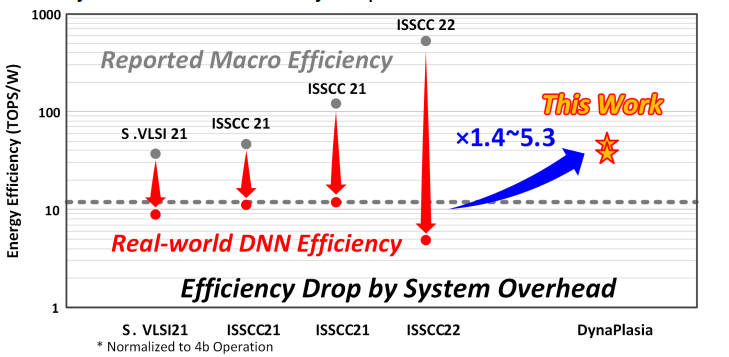 1000
ISSCC 22
Reported Macro Efficiency
ISSCC 21
This Work
100
ISSCC 21
S .VLSI 21
×1.4~5.3
Energy Efficiency (TOPS/W)
10
Real-world DNN Efficiency
Efficiency Drop by System Overhead
1
S . VLSI21 ISSCC21 ISSCC21 ISSCC22 DynaPlasia
* Normalized to 4b Operation